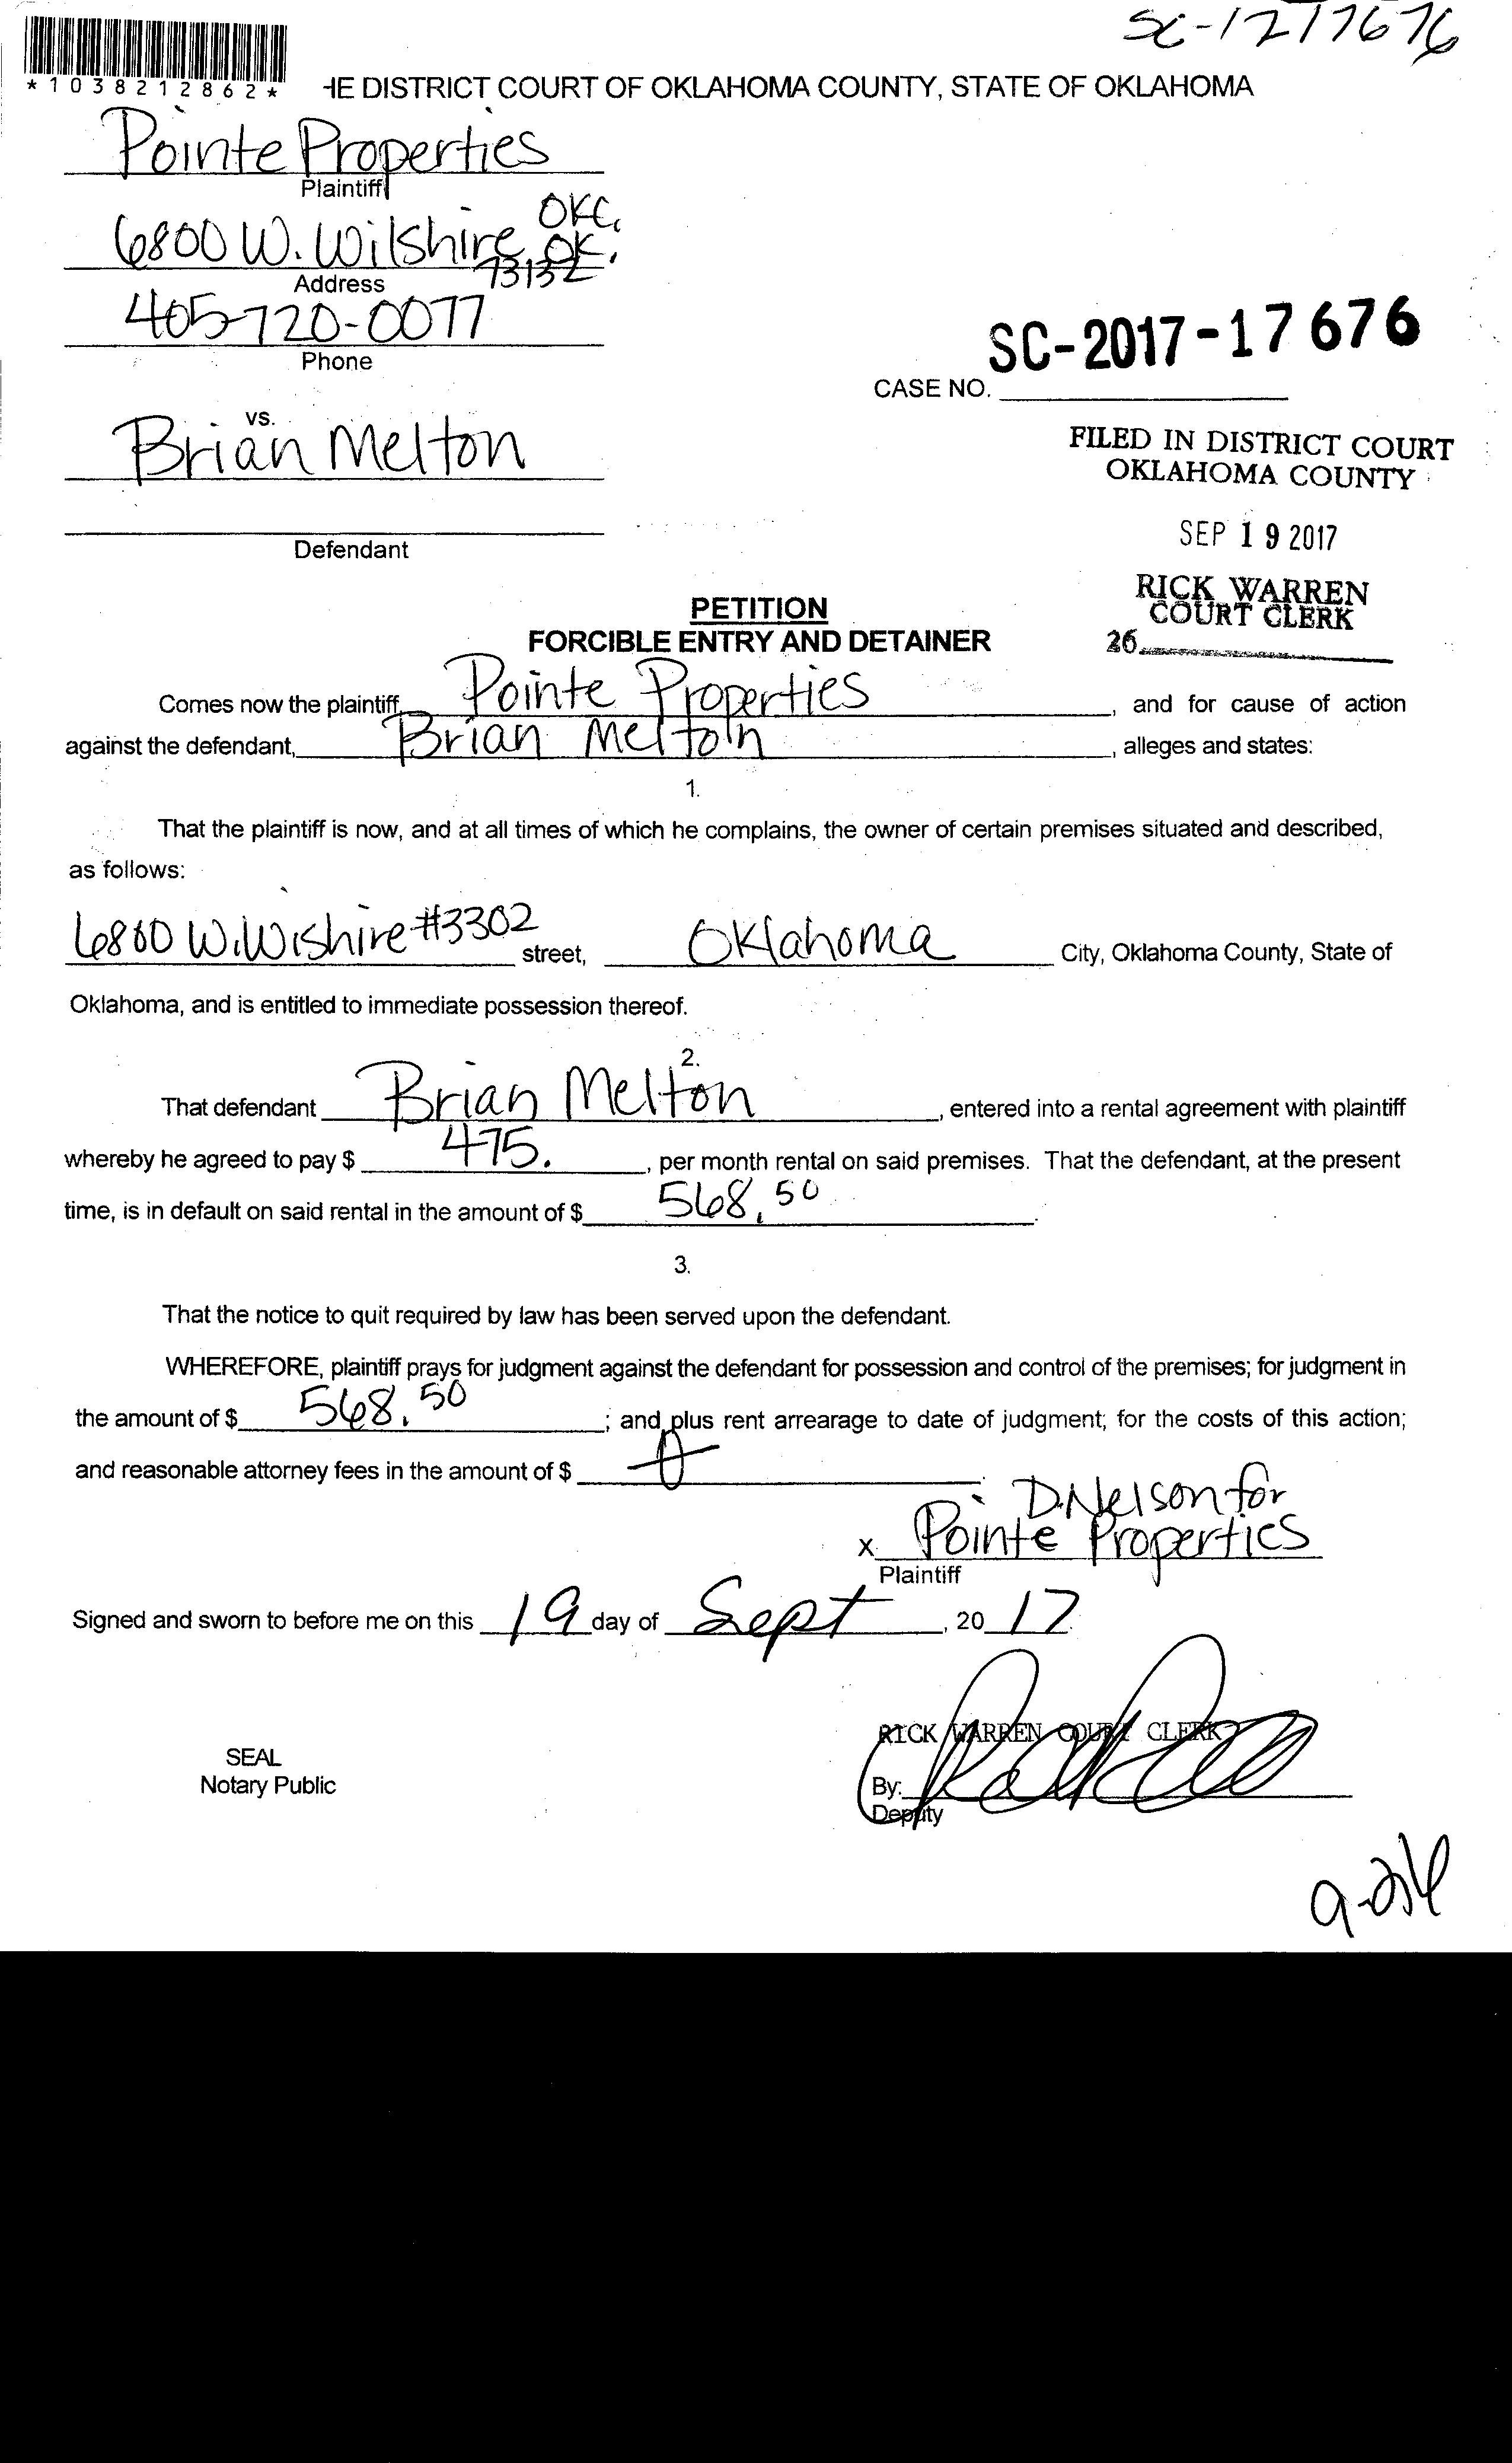 SC-1717676
*1038212862*
HE DISTRICT COURT OF OKLAHOMA COUNTY, STATE OF OKLAHOMA
Pointe Properties
Plaintiff
6800 W. Wilshire, OKC, OK. 73132
Address
405-720-0077
Phone
SC-2017-17676
CASE NO.
vs.
Brian Melton
Defendant
FILED IN DISTRICT COURT
OKLAHOMA COUNTY
SEP 19 2017
RICK WARREN
COURT CLERK
26
PETITION
FORCIBLE ENTRY AND DETAINER
Comes now the plaintiff, Pointe Properties, and for cause of action
against the defendant, Brian Melton, alleges and states:
1.
That the plaintiff is now, and at all times of which he complains, the owner of certain premises situated and described,
as follows:
6800 W. Wishire #3302 street, Oklahoma City, Oklahoma County, State of
Oklahoma, and is entitled to immediate possession thereof.
2.
That defendant Brian Melton, entered into a rental agreement with plaintiff
whereby he agreed to pay $ 475., per month rental on said premises. That the defendant, at the present
time, is in default on said rental in the amount of $ 568.50.
3.
That the notice to quit required by law has been served upon the defendant.
WHEREFORE, plaintiff prays for judgment against the defendant for possession and control of the premises; for judgment in
the amount of $ 568.50; and plus rent arrearage to date of judgment; for the costs of this action;
and reasonable attorney fees in the amount of $
D. Nelson for
x Pointe Properties
Plaintiff
Signed and sworn to before me on this 19 day of Sept, 20 17.
RICK WARREN COURT CLERK
SEAL
Notary Public
By:
Deputy
9-26